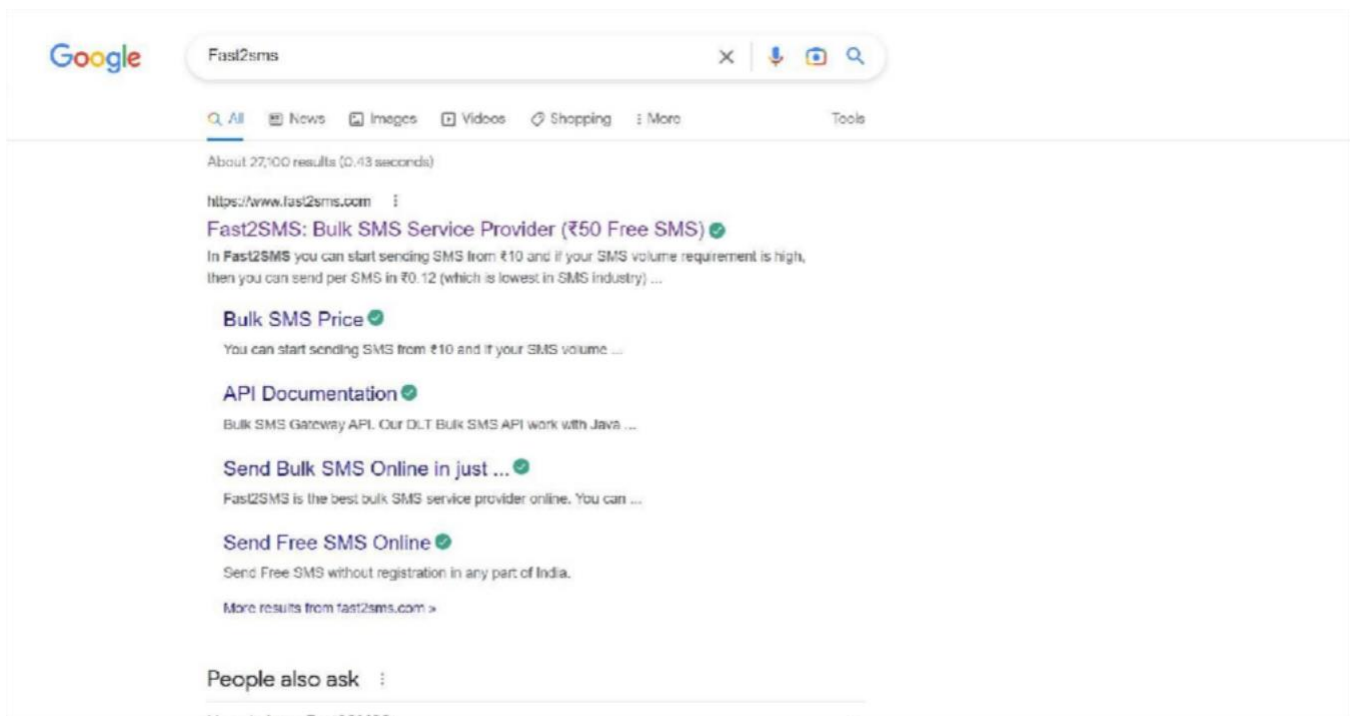 Google
Fast2sms
All News Images Videos Shopping More Tools
About 27,100 results (0.43 seconds)
https://www.fast2sms.com
Fast2SMS: Bulk SMS Service Provider (₹50 Free SMS)
In Fast2SMS you can start sending SMS from ₹10 and if your SMS volume requirement is high,
then you can send per SMS in ₹0.12 (which is lowest in SMS industry) ...
Bulk SMS Price
You can start sending SMS from ₹10 and if your SMS volume ...
API Documentation
Bulk SMS Gateway API. Our DLT Bulk SMS API work with Java ...
Send Bulk SMS Online in just ...
Fast2SMS is the best bulk SMS service provider online. You can ...
Send Free SMS Online
Send Free SMS without registration in any part of India.
More results from fast2sms.com »
People also ask